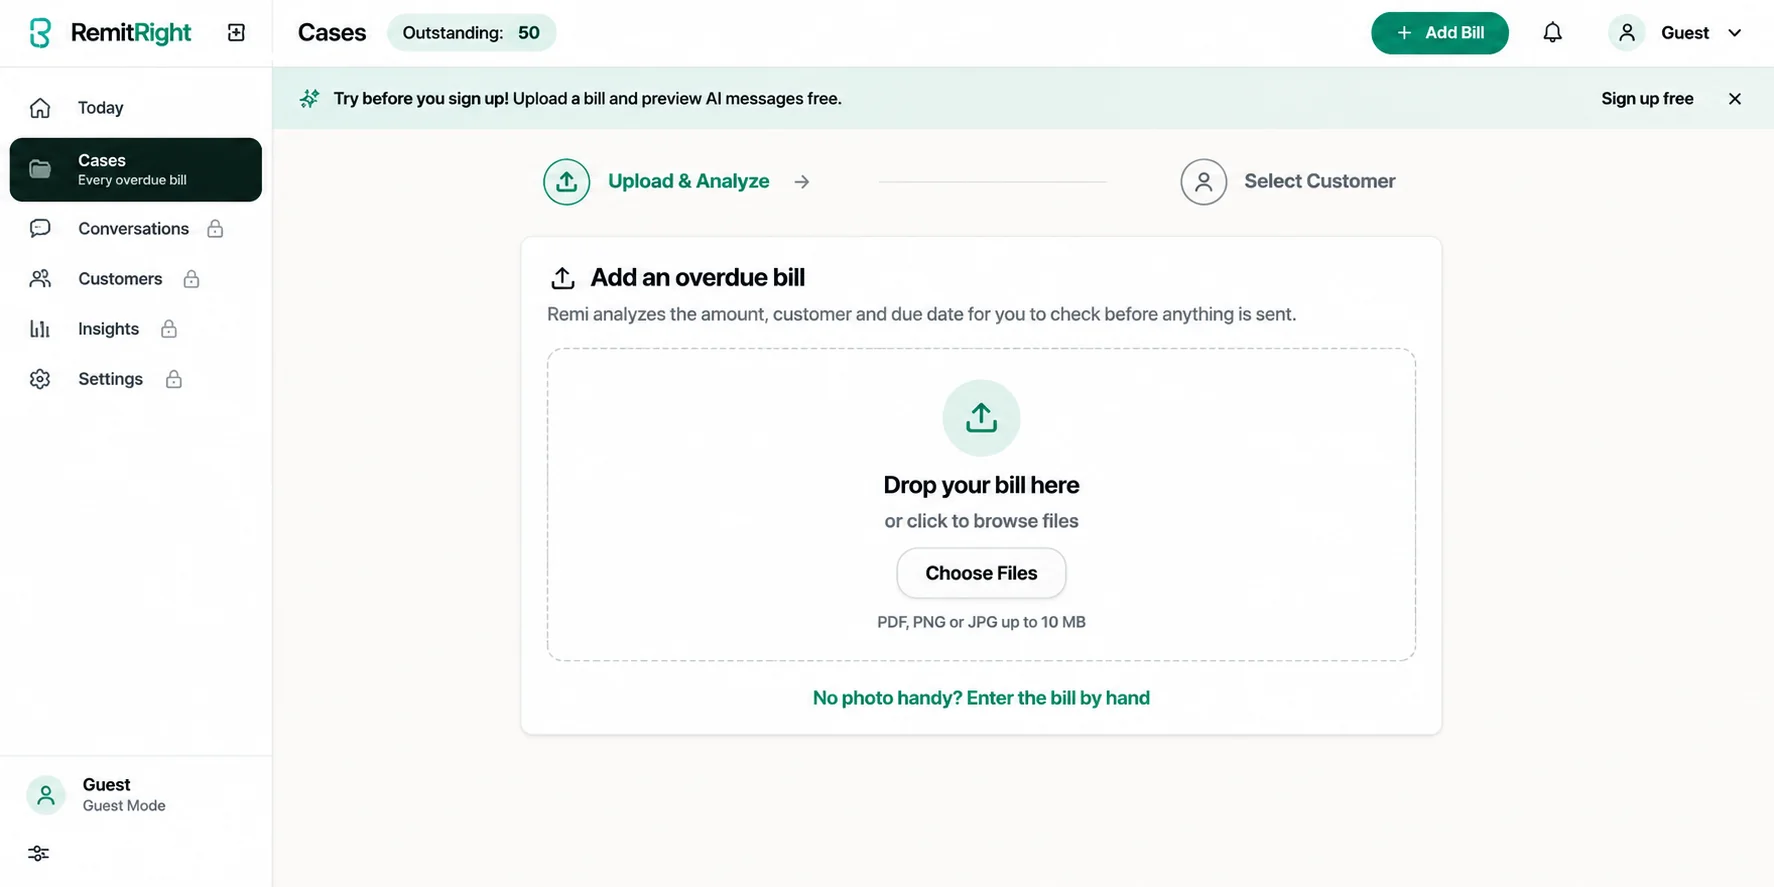 RemitRight
Cases
Outstanding: 50
Add Bill
Guest
Try before you sign up! Upload a bill and preview AI messages free.
Sign up free
Today
Cases
Every overdue bill
Conversations
Customers
Insights
Settings
Upload & Analyze
Select Customer
Add an overdue bill
Remi analyzes the amount, customer and due date for you to check before anything is sent.
Drop your bill here
or click to browse files
Choose Files
PDF, PNG or JPG up to 10 MB
No photo handy? Enter the bill by hand
Guest
Guest Mode